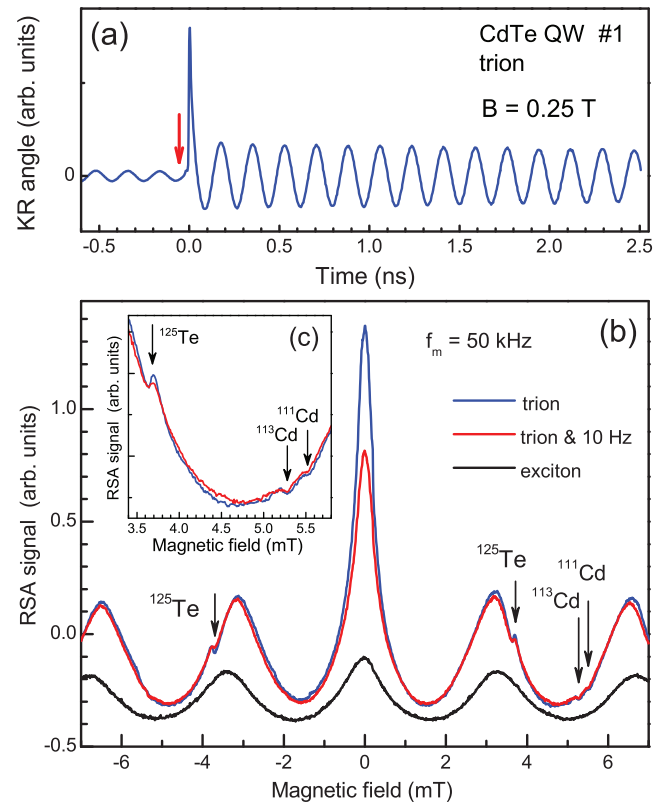 (a)
CdTe QW #1
trion
B = 0.25 T
KR angle (arb. units)
0
-0.5 0.0 0.5 1.0 1.5 2.0 2.5
Time (ns)
(b)
f_m = 50 kHz
trion
trion & 10 Hz
exciton
RSA signal (arb. units)
1.0
0.5
0.0
-0.5
¹²⁵Te
¹²⁵Te
¹¹³Cd
¹¹¹Cd
-6 -4 -2 0 2 4 6
Magnetic field (mT)
(c)
¹²⁵Te
¹¹³Cd
¹¹¹Cd
RSA signal (arb. units)
3.5 4.0 4.5 5.0 5.5
Magnetic field (mT)